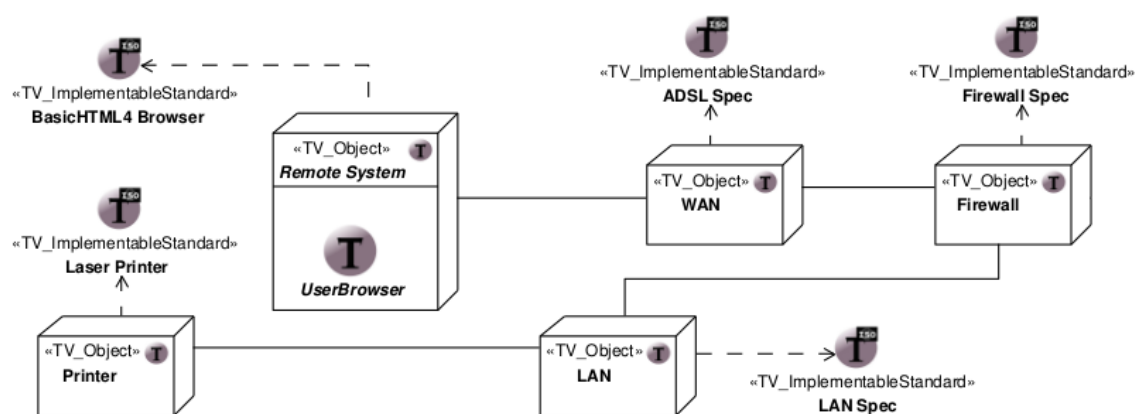 T ISO
«TV_ImplementableStandard»
BasicHTML4 Browser
T ISO
«TV_ImplementableStandard»
ADSL Spec
T ISO
«TV_ImplementableStandard»
Firewall Spec
«TV_Object» T
Remote System
T
UserBrowser
«TV_Object» T
WAN
«TV_Object» T
Firewall
T ISO
«TV_ImplementableStandard»
Laser Printer
«TV_Object» T
Printer
«TV_Object» T
LAN
T ISO
«TV_ImplementableStandard»
LAN Spec